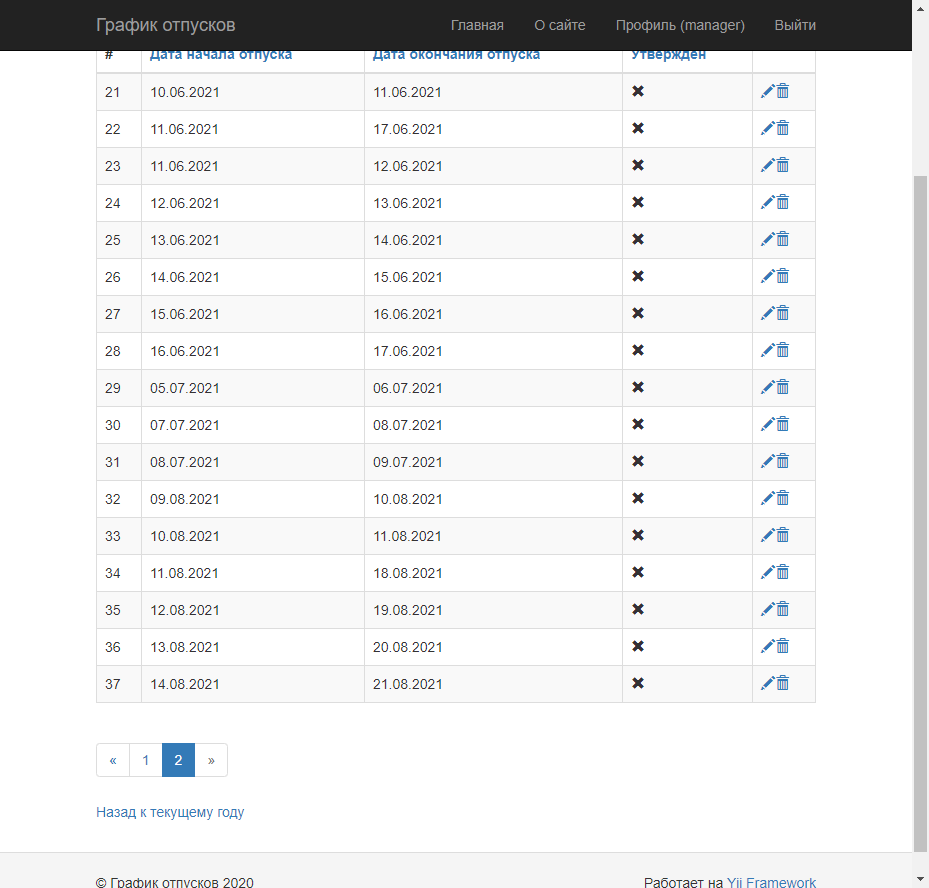 График отпусков Главная О сайте Профиль (manager) Выйти
# Дата начала отпуска Дата окончания отпуска Утвержден
21 10.06.2021 11.06.2021
22 11.06.2021 17.06.2021
23 11.06.2021 12.06.2021
24 12.06.2021 13.06.2021
25 13.06.2021 14.06.2021
26 14.06.2021 15.06.2021
27 15.06.2021 16.06.2021
28 16.06.2021 17.06.2021
29 05.07.2021 06.07.2021
30 07.07.2021 08.07.2021
31 08.07.2021 09.07.2021
32 09.08.2021 10.08.2021
33 10.08.2021 11.08.2021
34 11.08.2021 18.08.2021
35 12.08.2021 19.08.2021
36 13.08.2021 20.08.2021
37 14.08.2021 21.08.2021
« 1 2 »
Назад к текущему году
© График отпусков 2020 Работает на Yii Framework